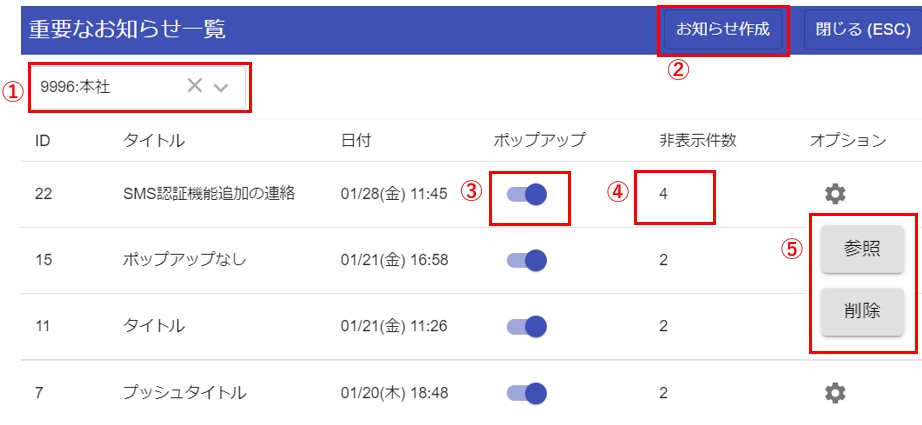 重要なお知らせ一覧 お知らせ作成 閉じる (ESC)
②
① 9996:本社
ID タイトル 日付 ポップアップ 非表示件数 オプション
22 SMS認証機能追加の連絡 01/28(金) 11:45 ③ ④ 4
15 ポップアップなし 01/21(金) 16:58 2 ⑤ 参照
11 タイトル 01/21(金) 11:26 2 削除
7 プッシュタイトル 01/20(木) 18:48 2